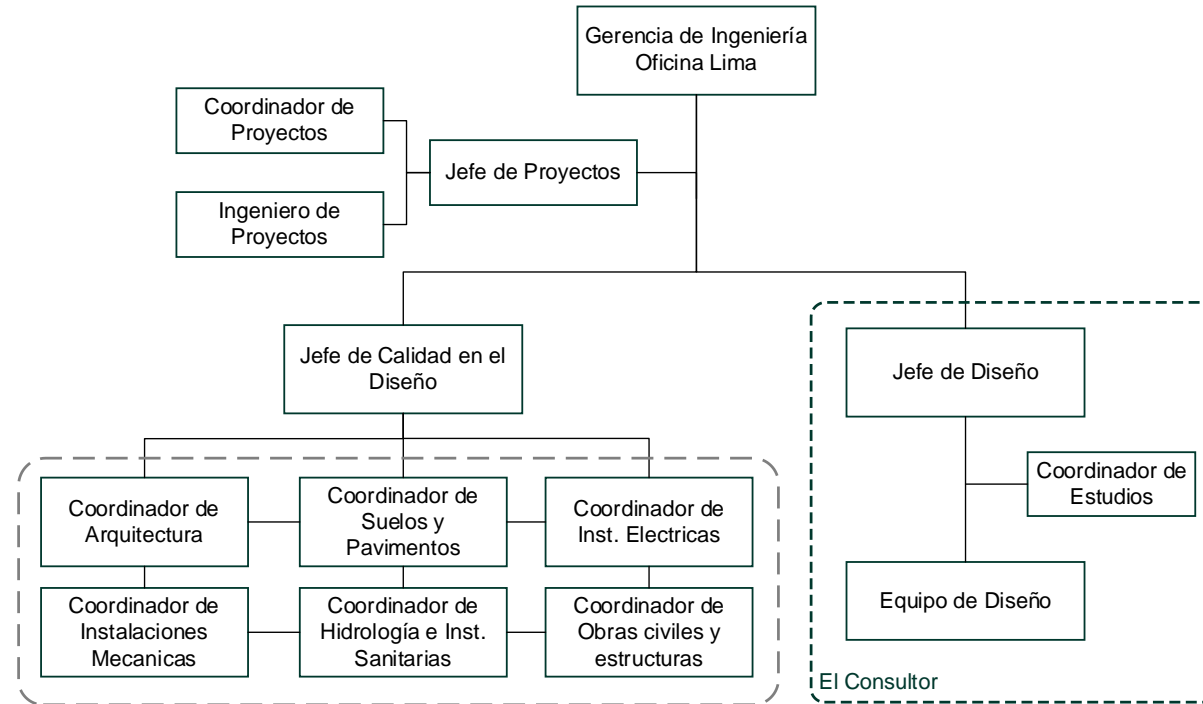 Gerencia de Ingeniería
Oficina Lima
Coordinador de
Proyectos
Jefe de Proyectos
Ingeniero de
Proyectos
Jefe de Calidad en el
Diseño
Jefe de Diseño
Coordinador de
Estudios
Coordinador de
Arquitectura
Coordinador de
Suelos y
Pavimentos
Coordinador de
Inst. Electricas
Coordinador de
Instalaciones
Mecanicas
Coordinador de
Hidrología e Inst.
Sanitarias
Coordinador de
Obras civiles y
estructuras
Equipo de Diseño
El Consultor